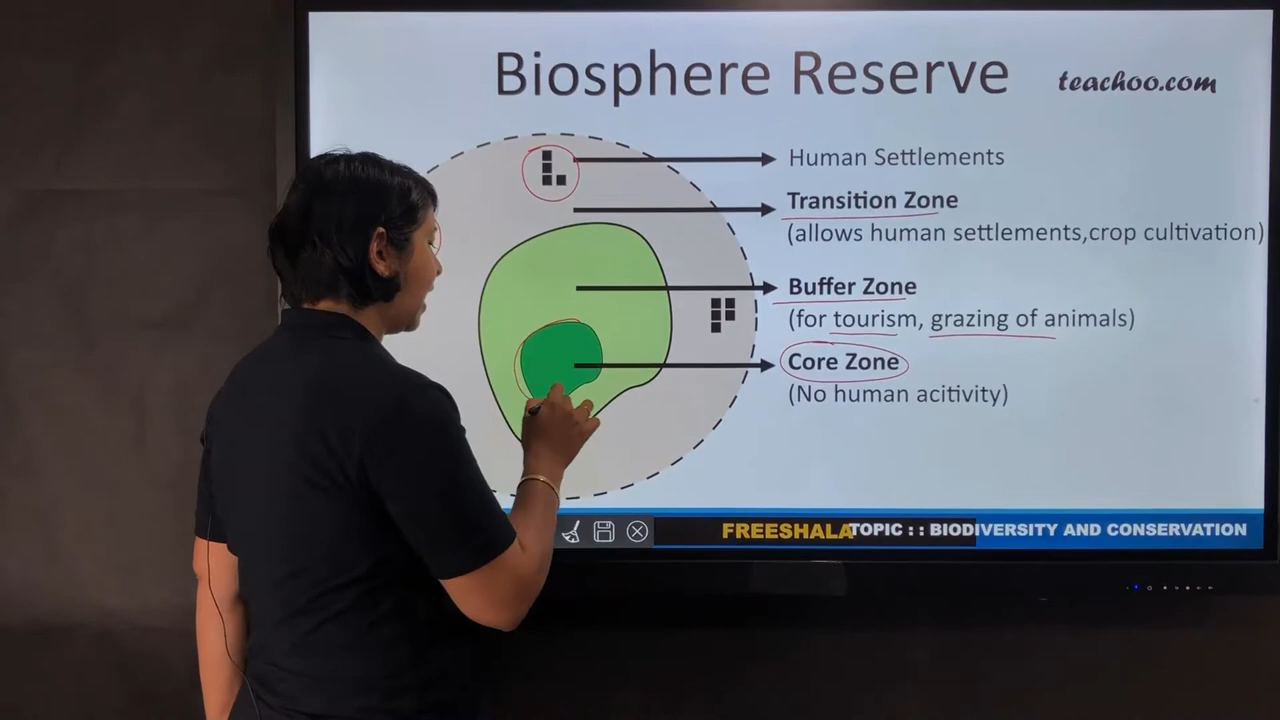 Biosphere Reserve
teachoo.com
Human Settlements
Transition Zone
(allows human settlements,crop cultivation)
Buffer Zone
(for tourism, grazing of animals)
Core Zone
(No human acitivity)
FREESHALA
TOPIC : : BIODIVERSITY AND CONSERVATION